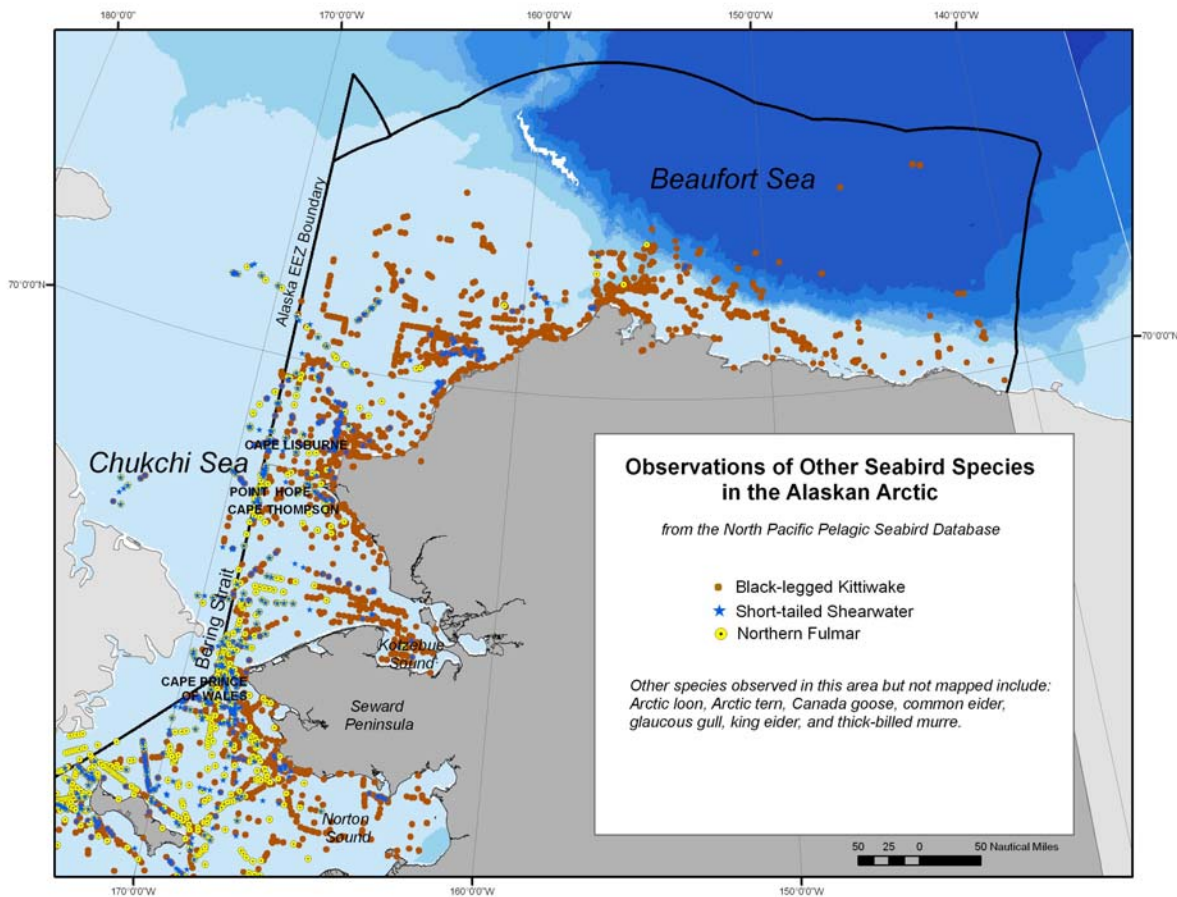 180°0'0"
170°0'0"W
160°0'0"W
150°0'0"W
140°0'0"W
Beaufort Sea
Alaska EEZ Boundary
70°0'0"N
70°0'0"N
CAPE LISBURNE
Chukchi Sea
POINT HOPE
CAPE THOMPSON
Bering Strait
Kotzebue
Sound
CAPE PRINCE
OF WALES
Seward
Peninsula
Norton
Sound
Observations of Other Seabird Species
in the Alaskan Arctic
from the North Pacific Pelagic Seabird Database
Black-legged Kittiwake
Short-tailed Shearwater
Northern Fulmar
Other species observed in this area but not mapped include:
Arctic loon, Arctic tern, Canada goose, common eider,
glaucous gull, king eider, and thick-billed murre.
50 25 0 50 Nautical Miles
170°0'0"W
160°0'0"W
150°0'0"W